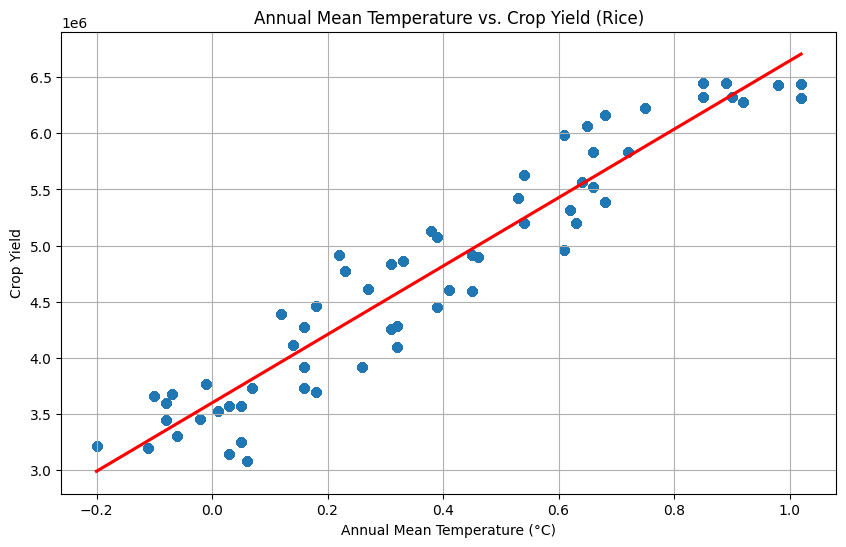 Annual Mean Temperature vs. Crop Yield (Rice)
1e6
6.5
6.0
5.5
5.0
4.5
4.0
3.5
3.0
Crop Yield
−0.2 0.0 0.2 0.4 0.6 0.8 1.0
Annual Mean Temperature (°C)